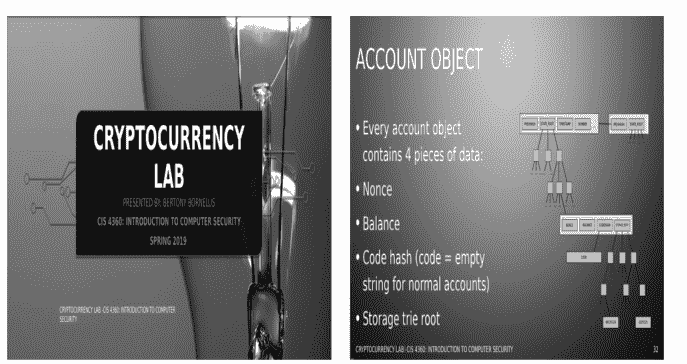 CRYPTOCURRENCY
LAB
PRESENTED BY: BERTONY BORNELUS
CIS 4360: INTRODUCTION TO COMPUTER SECURITY
SPRING 2019
CRYPTOCURRENCY LAB -CIS 4360: INTRODUCTION TO COMPUTER
SECURITY
ACCOUNT OBJECT
• Every account object
contains 4 pieces of data:
• Nonce
• Balance
• Code hash (code = empty
string for normal accounts)
• Storage trie root
CRYPTOCURRENCY LAB -CIS 4360: INTRODUCTION TO COMPUTER SECURITY
32